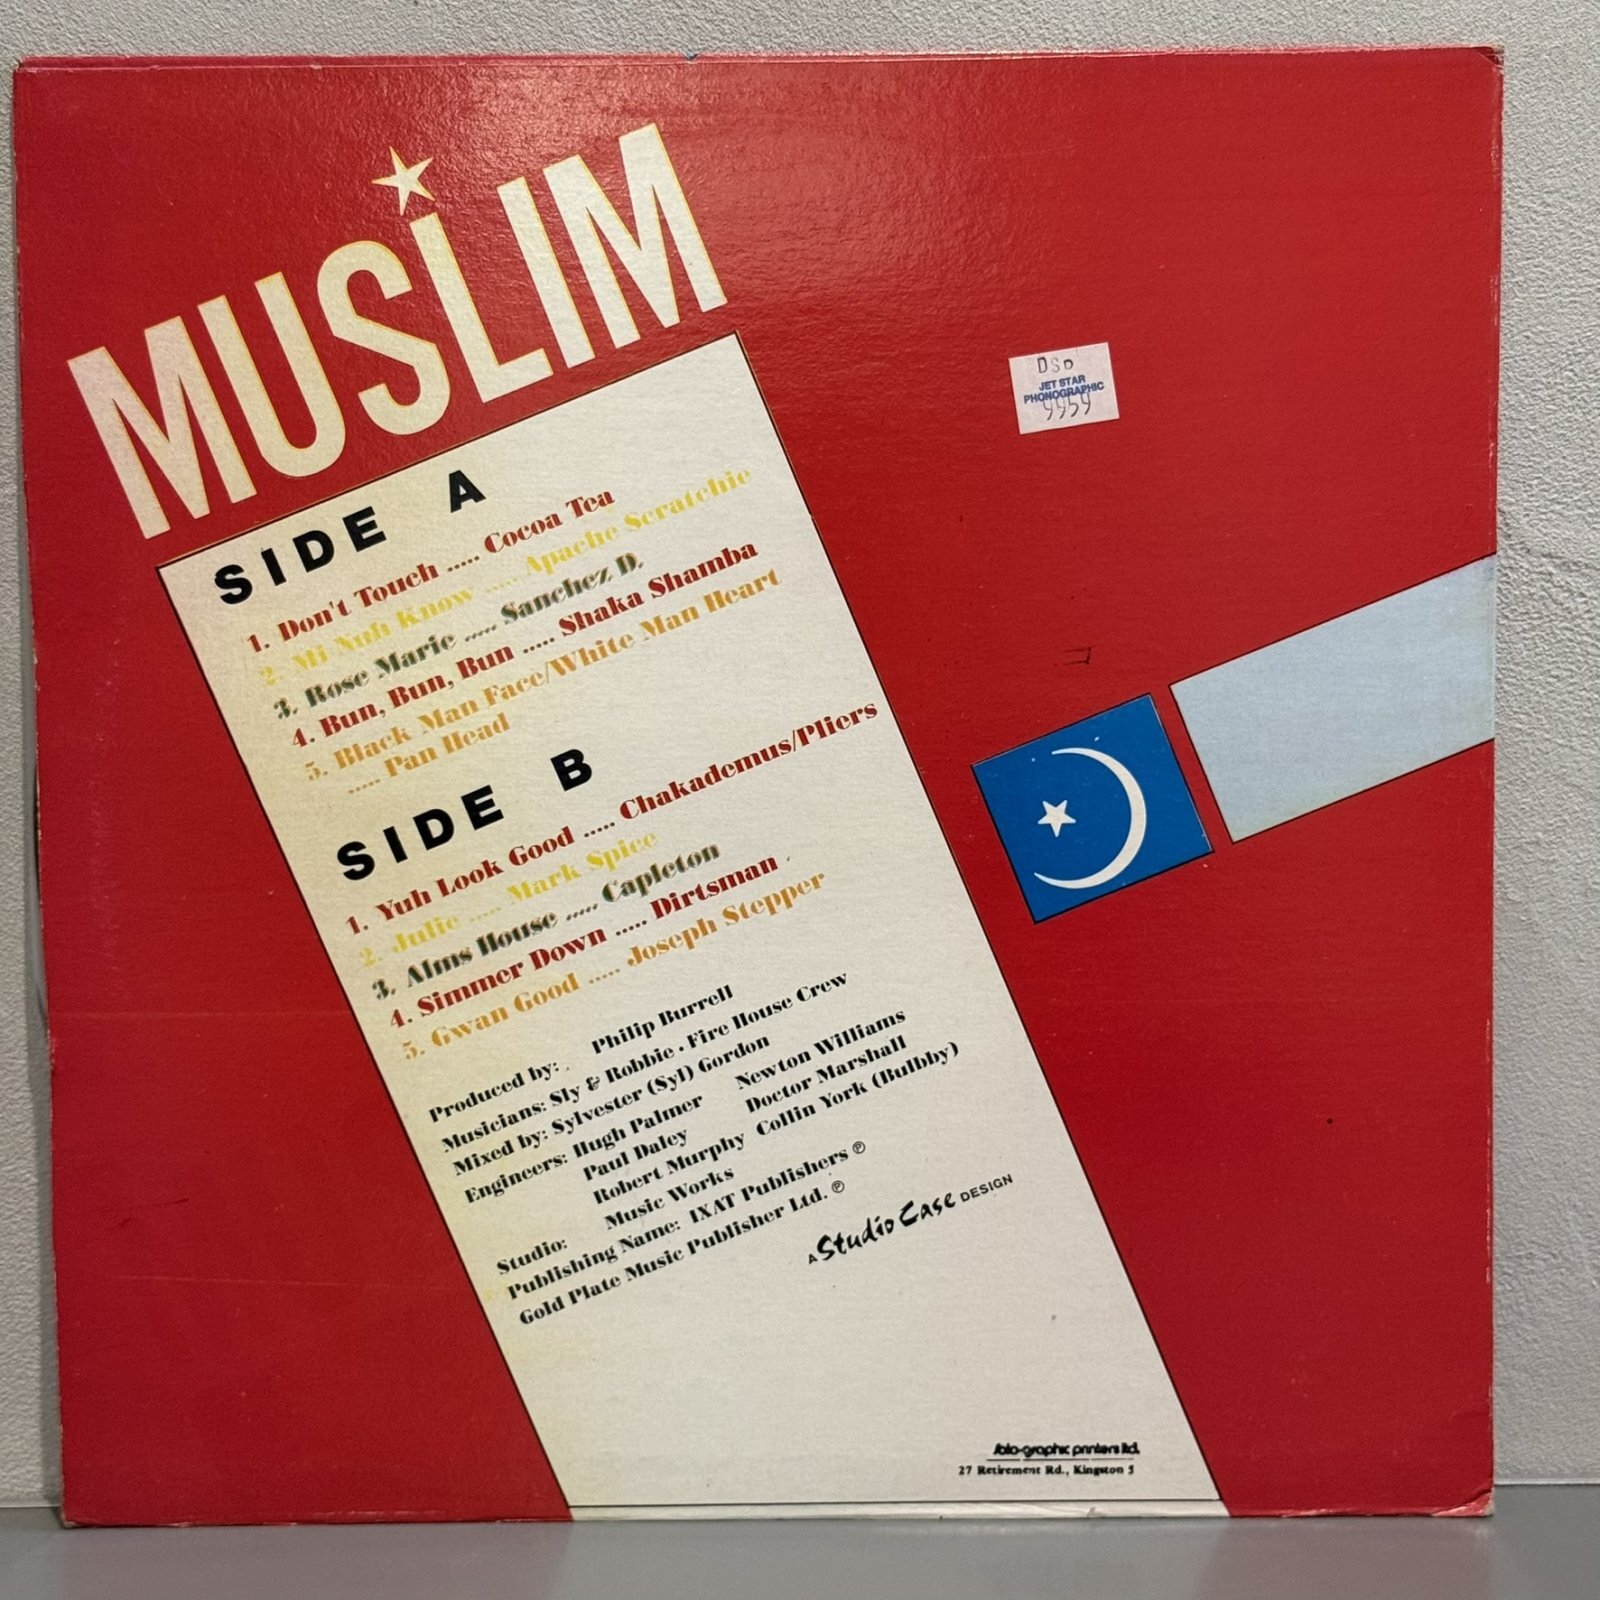 MUSLIM
DSD
JET STAR
PHONOGRAPHIC
9959
SIDE A
1. Don't Touch ..... Cocoa Tea
2. Mi Nuh Know ..... Apache Scratchie
3. Rose Marie ..... Sanchez D.
4. Bun, Bun, Bun ..... Shaka Shamba
5. Black Man Face/White Man Heart
..... Pan Head
SIDE B
1. Yuh Look Good ..... Chakademus/Pliers
2. Julie ..... Mark Spice
3. Alms House ..... Capleton
4. Simmer Down ..... Dirtsman
5. Gwan Good ..... Joseph Stepper
Produced by: Philip Burrell
Musicians: Sly & Robbie · Fire House Crew
Mixed by: Sylvester (Syl) Gordon
Engineers: Hugh Palmer Newton Williams
Paul Daley Doctor Marshall
Robert Murphy Collin York (Bulbby)
Studio: Music Works
Publishing Name: IXAT Publishers ℗
Gold Plate Music Publisher Ltd. ℗
A Studio Case DESIGN
foto-graphic printers ltd.
27 Retirement Rd., Kingston 5